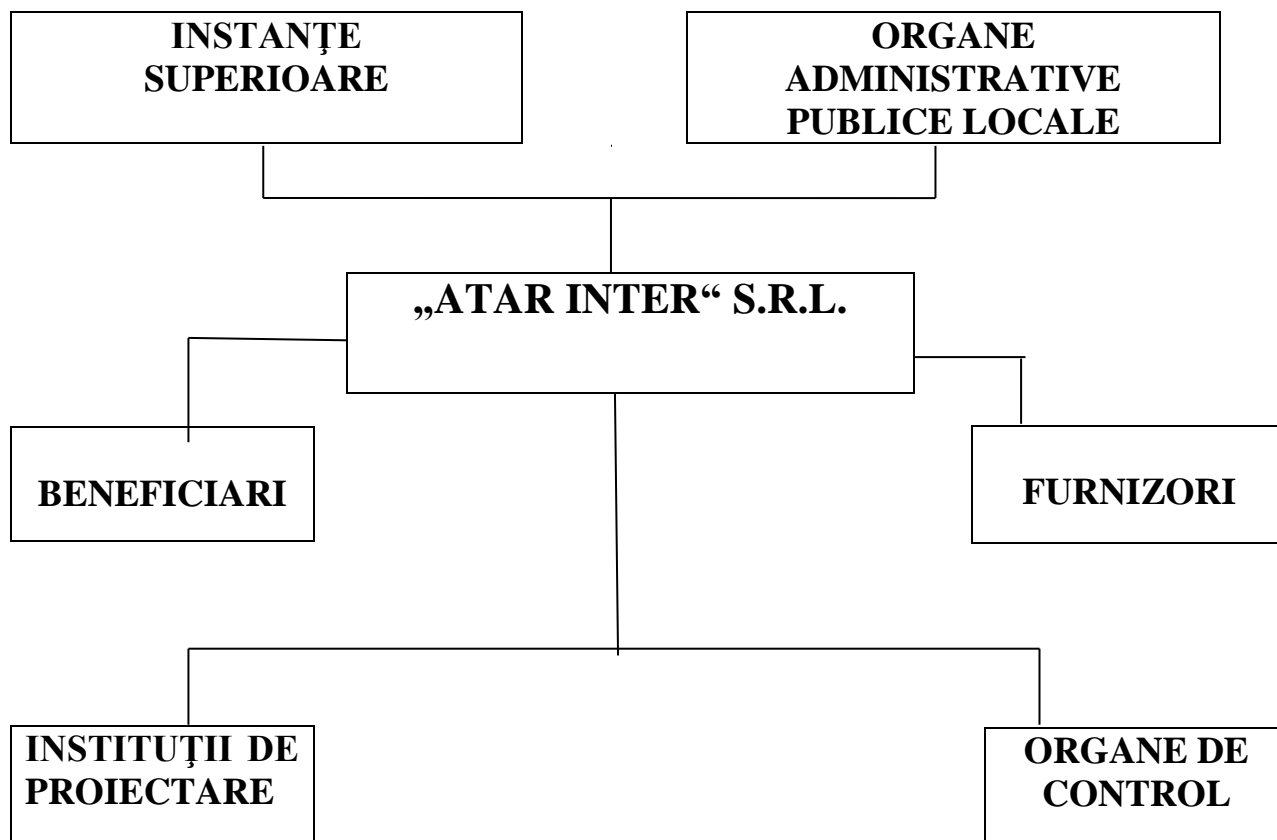 INSTANŢE
SUPERIOARE
ORGANE
ADMINISTRATIVE
PUBLICE LOCALE
„ATAR INTER“ S.R.L.
BENEFICIARI
FURNIZORI
INSTITUŢII DE
PROIECTARE
ORGANE DE
CONTROL